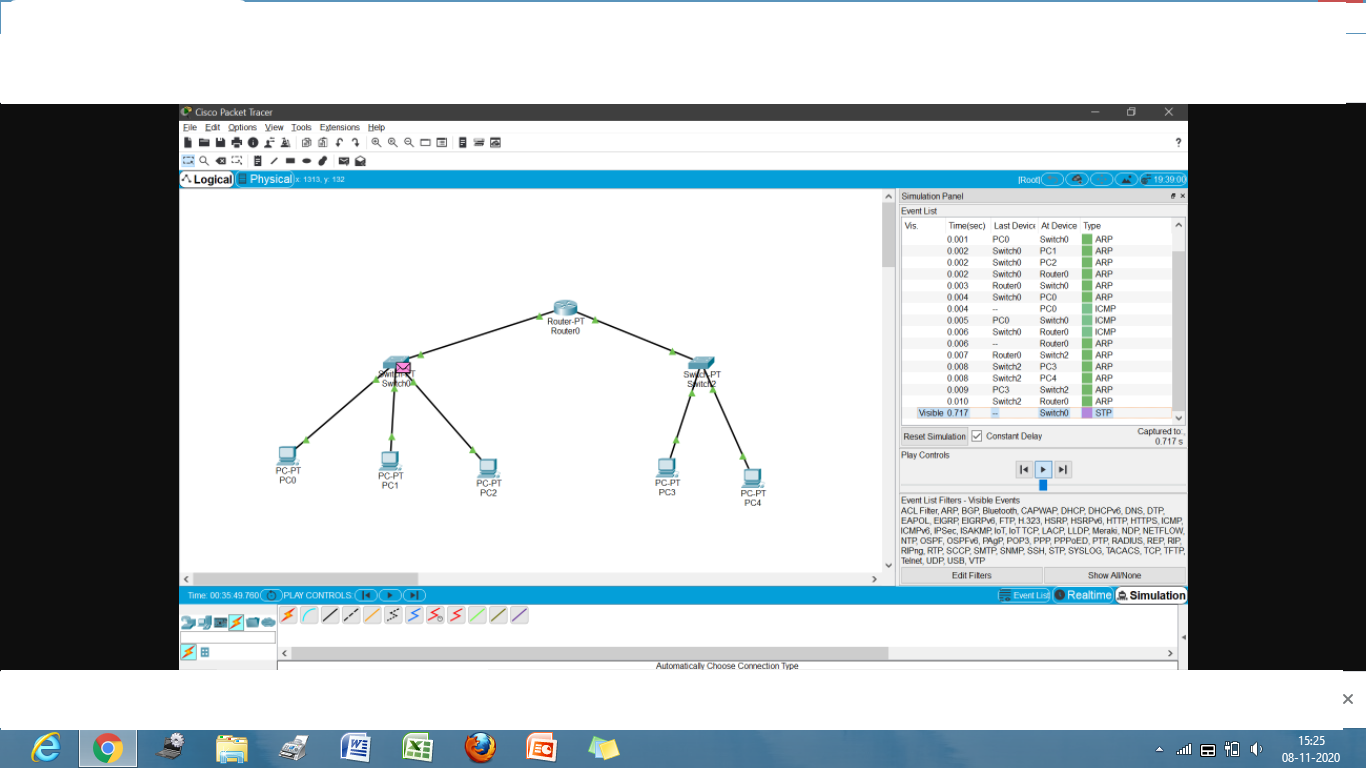 Cisco Packet Tracer
File Edit Options View Tools Extensions Help
?
Logical Physical x: 1313, y: 132 [Root] 19:39:00
Router-PT
Router0
Switch-PT
Switch0
Switch-PT
Switch2
PC-PT
PC0
PC-PT
PC1
PC-PT
PC2
PC-PT
PC3
PC-PT
PC4
Simulation Panel
Event List
Vis. Time(sec) Last Device At Device Type
0.001 PC0 Switch0 ARP
0.002 Switch0 PC1 ARP
0.002 Switch0 PC2 ARP
0.002 Switch0 Router0 ARP
0.003 Router0 Switch0 ARP
0.004 Switch0 PC0 ARP
0.004 -- PC0 ICMP
0.005 PC0 Switch0 ICMP
0.006 Switch0 Router0 ICMP
0.006 -- Router0 ARP
0.007 Router0 Switch2 ARP
0.008 Switch2 PC3 ARP
0.008 Switch2 PC4 ARP
0.009 PC3 Switch2 ARP
0.010 Switch2 Router0 ARP
Visible 0.717 -- Switch0 STP
Reset Simulation Constant Delay Captured to:
0.717 s
Play Controls
Event List Filters - Visible Events
ACL Filter, ARP, BGP, Bluetooth, CAPWAP, DHCP, DHCPv6, DNS, DTP,
EAPOL, EIGRP, EIGRPv6, FTP, H.323, HSRP, HSRPv6, HTTP, HTTPS, ICMP,
ICMPv6, IPSec, ISAKMP, IoT, IoT TCP, LACP, LLDP, Meraki, NDP, NETFLOW,
NTP, OSPF, OSPFv6, PAgP, POP3, PPP, PPPoED, PTP, RADIUS, REP, RIP,
RIPng, RTP, SCCP, SMTP, SNMP, SSH, STP, SYSLOG, TACACS, TCP, TFTP,
Telnet, UDP, USB, VTP
Edit Filters Show All/None
Time: 00:35:49.760 PLAY CONTROLS: Event List Realtime Simulation
Automatically Choose Connection Type
15:25
08-11-2020